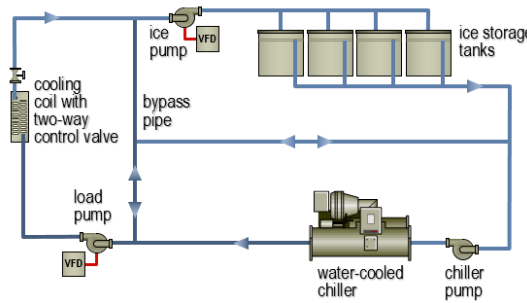 ice
pump
VFD
ice storage
tanks
cooling
coil with
two-way
control valve
bypass
pipe
load
pump
VFD
water-cooled
chiller
chiller
pump